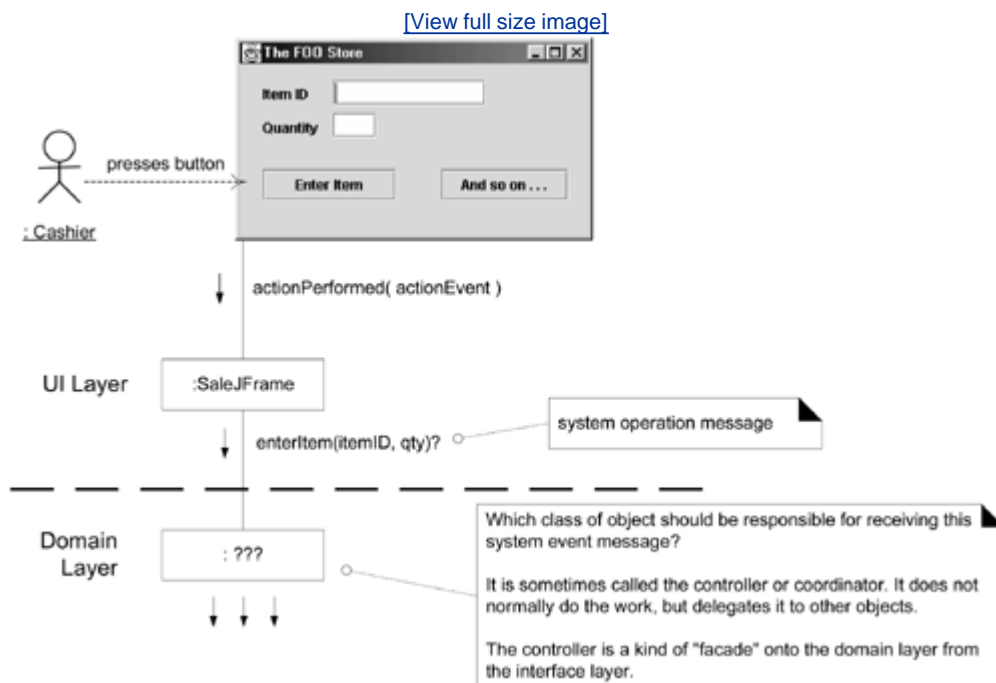 [View full size image]
The FOO Store
Item ID
Quantity
presses button
Enter Item
And so on . . .
: Cashier
actionPerformed( actionEvent )
UI Layer
:SaleJFrame
system operation message
enterItem(itemID, qty)?
Domain
Layer
: ???
Which class of object should be responsible for receiving this
system event message?
It is sometimes called the controller or coordinator. It does not
normally do the work, but delegates it to other objects.
The controller is a kind of "facade" onto the domain layer from
the interface layer.